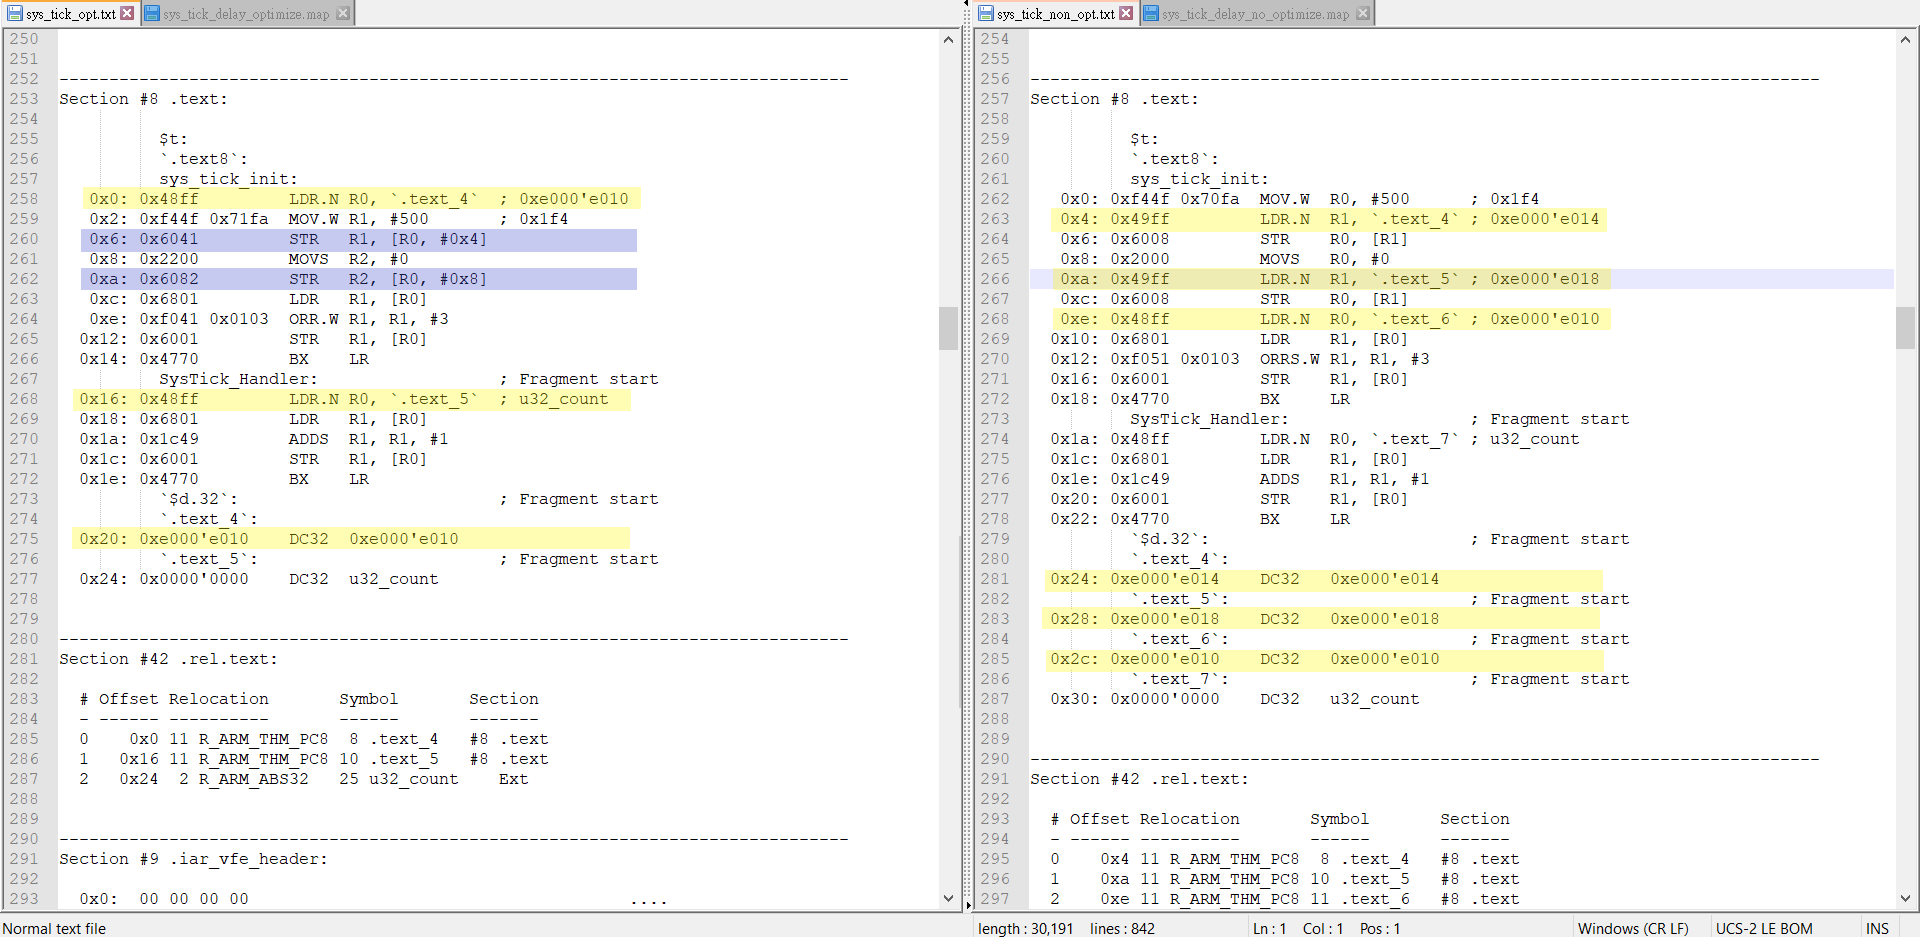 sys_tick_opt.txt sys_tick_delay_optimize.map
250
251
252 -------------------------------------------------------------------------------
253 Section #8 .text:
254
255 $t:
256 `.text8`:
257 sys_tick_init:
258 0x0: 0x48ff LDR.N R0, `.text_4` ; 0xe000'e010
259 0x2: 0xf44f 0x71fa MOV.W R1, #500 ; 0x1f4
260 0x6: 0x6041 STR R1, [R0, #0x4]
261 0x8: 0x2200 MOVS R2, #0
262 0xa: 0x6082 STR R2, [R0, #0x8]
263 0xc: 0x6801 LDR R1, [R0]
264 0xe: 0xf041 0x0103 ORR.W R1, R1, #3
265 0x12: 0x6001 STR R1, [R0]
266 0x14: 0x4770 BX LR
267 SysTick_Handler: ; Fragment start
268 0x16: 0x48ff LDR.N R0, `.text_5` ; u32_count
269 0x18: 0x6801 LDR R1, [R0]
270 0x1a: 0x1c49 ADDS R1, R1, #1
271 0x1c: 0x6001 STR R1, [R0]
272 0x1e: 0x4770 BX LR
273 `$d.32`: ; Fragment start
274 `.text_4`:
275 0x20: 0xe000'e010 DC32 0xe000'e010
276 `.text_5`: ; Fragment start
277 0x24: 0x0000'0000 DC32 u32_count
278
279
280 -------------------------------------------------------------------------------
281 Section #42 .rel.text:
282
283 # Offset Relocation Symbol Section
284 - ------ ---------- ------ -------
285 0 0x0 11 R_ARM_THM_PC8 8 .text_4 #8 .text
286 1 0x16 11 R_ARM_THM_PC8 10 .text_5 #8 .text
287 2 0x24 2 R_ARM_ABS32 25 u32_count Ext
288
289
290 -------------------------------------------------------------------------------
291 Section #9 .iar_vfe_header:
292
293 0x0: 00 00 00 00 ....
sys_tick_non_opt.txt sys_tick_delay_no_optimize.map
254
255
256 -------------------------------------------------------------------------------
257 Section #8 .text:
258
259 $t:
260 `.text8`:
261 sys_tick_init:
262 0x0: 0xf44f 0x70fa MOV.W R0, #500 ; 0x1f4
263 0x4: 0x49ff LDR.N R1, `.text_4` ; 0xe000'e014
264 0x6: 0x6008 STR R0, [R1]
265 0x8: 0x2000 MOVS R0, #0
266 0xa: 0x49ff LDR.N R1, `.text_5` ; 0xe000'e018
267 0xc: 0x6008 STR R0, [R1]
268 0xe: 0x48ff LDR.N R0, `.text_6` ; 0xe000'e010
269 0x10: 0x6801 LDR R1, [R0]
270 0x12: 0xf051 0x0103 ORRS.W R1, R1, #3
271 0x16: 0x6001 STR R1, [R0]
272 0x18: 0x4770 BX LR
273 SysTick_Handler: ; Fragment start
274 0x1a: 0x48ff LDR.N R0, `.text_7` ; u32_count
275 0x1c: 0x6801 LDR R1, [R0]
276 0x1e: 0x1c49 ADDS R1, R1, #1
277 0x20: 0x6001 STR R1, [R0]
278 0x22: 0x4770 BX LR
279 `$d.32`: ; Fragment start
280 `.text_4`:
281 0x24: 0xe000'e014 DC32 0xe000'e014
282 `.text_5`: ; Fragment start
283 0x28: 0xe000'e018 DC32 0xe000'e018
284 `.text_6`: ; Fragment start
285 0x2c: 0xe000'e010 DC32 0xe000'e010
286 `.text_7`: ; Fragment start
287 0x30: 0x0000'0000 DC32 u32_count
288
289
290 -------------------------------------------------------------------------------
291 Section #42 .rel.text:
292
293 # Offset Relocation Symbol Section
294 - ------ ---------- ------ -------
295 0 0x4 11 R_ARM_THM_PC8 8 .text_4 #8 .text
296 1 0xa 11 R_ARM_THM_PC8 10 .text_5 #8 .text
297 2 0xe 11 R_ARM_THM_PC8 11 .text_6 #8 .text
Normal text file length : 30,191 lines : 842 Ln : 1 Col : 1 Pos : 1 Windows (CR LF) UCS-2 LE BOM INS